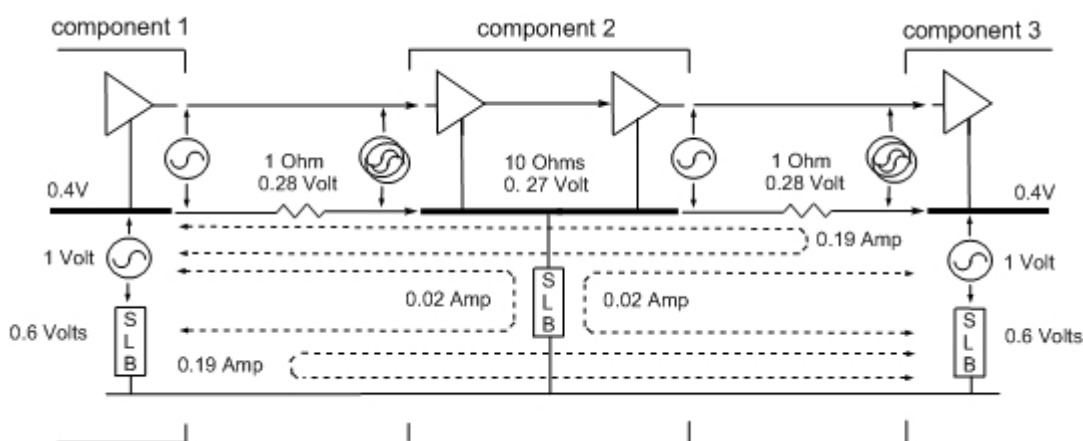 component 1
component 2
component 3
1 Ohm
0.28 Volt
10 Ohms
0. 27 Volt
1 Ohm
0.28 Volt
0.4V
0.4V
0.19 Amp
1 Volt
0.02 Amp
S
L
B
0.02 Amp
1 Volt
0.6 Volts
S
L
B
0.19 Amp
S
L
B
0.6 Volts